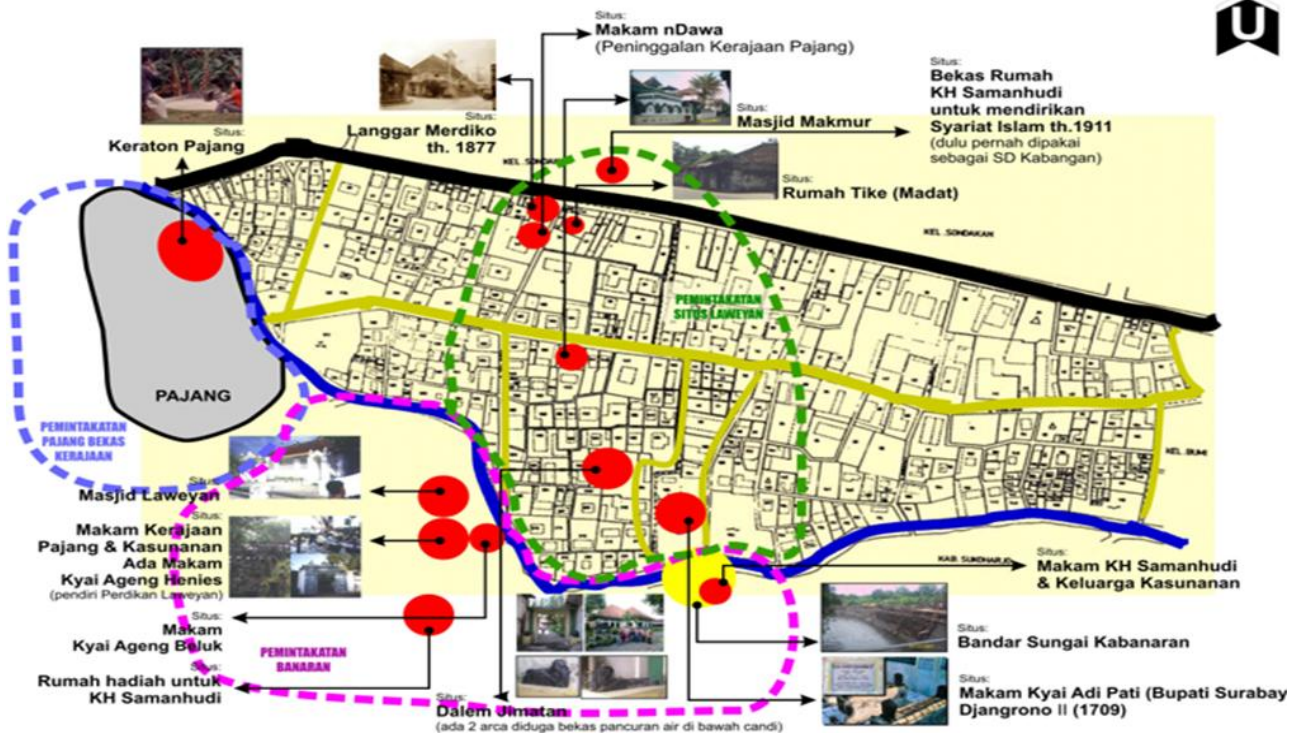 U
Situs:
Makam nDawa
(Peninggalan Kerajaan Pajang)
Situs:
Keraton Pajang
Situs:
Langgar Merdiko
th. 1877
Situs:
Masjid Makmur
Situs:
Bekas Rumah
KH Samanhudi
untuk mendirikan
Syariat Islam th.1911
(dulu pernah dipakai
sebagai SD Kabangan)
Situs:
Rumah Tike (Madat)
KEL. SONDAKAN
PEMINTAKATAN
SITUS LAWEYAN
PAJANG
PEMINTAKATAN
PAJANG BEKAS
KERAJAAN
KEL. BUMI
Situs:
Masjid Laweyan
Situs:
Makam Kerajaan
Pajang & Kasunanan
Ada Makam
Kyai Ageng Henies
(pendiri Perdikan Laweyan)
Situs:
Makam
Kyai Ageng Beluk
Situs:
Rumah hadiah untuk
KH Samanhudi
PEMINTAKATAN
BANARAN
Situs:
Dalem Jimatan
(ada 2 arca diduga bekas pancuran air di bawah candi)
Situs:
Makam KH Samanhudi
& Keluarga Kasunanan
Situs:
Bandar Sungai Kabanaran
Situs:
Makam Kyai Adi Pati (Bupati Surabay
Djangrono II (1709)